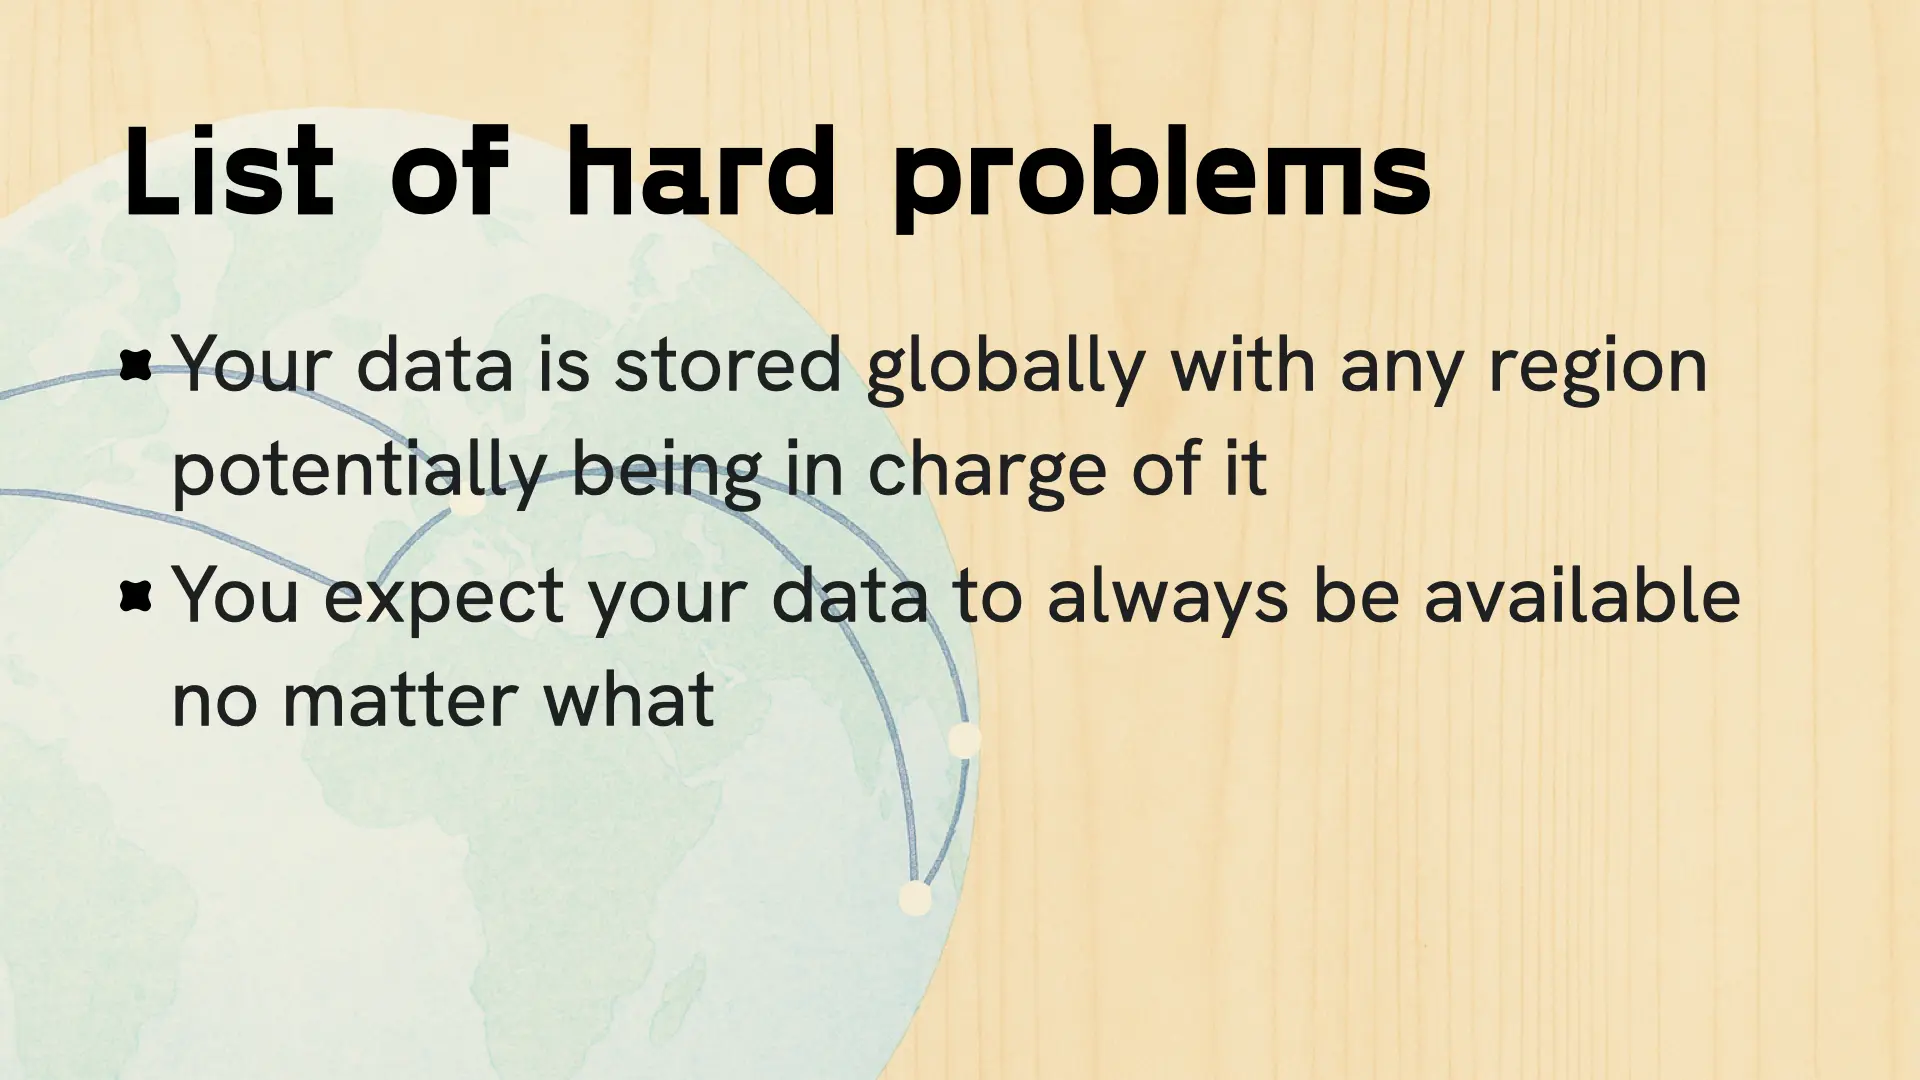 List of hard problems
Your data is stored globally with any region
potentially being in charge of it
You expect your data to always be available
no matter what